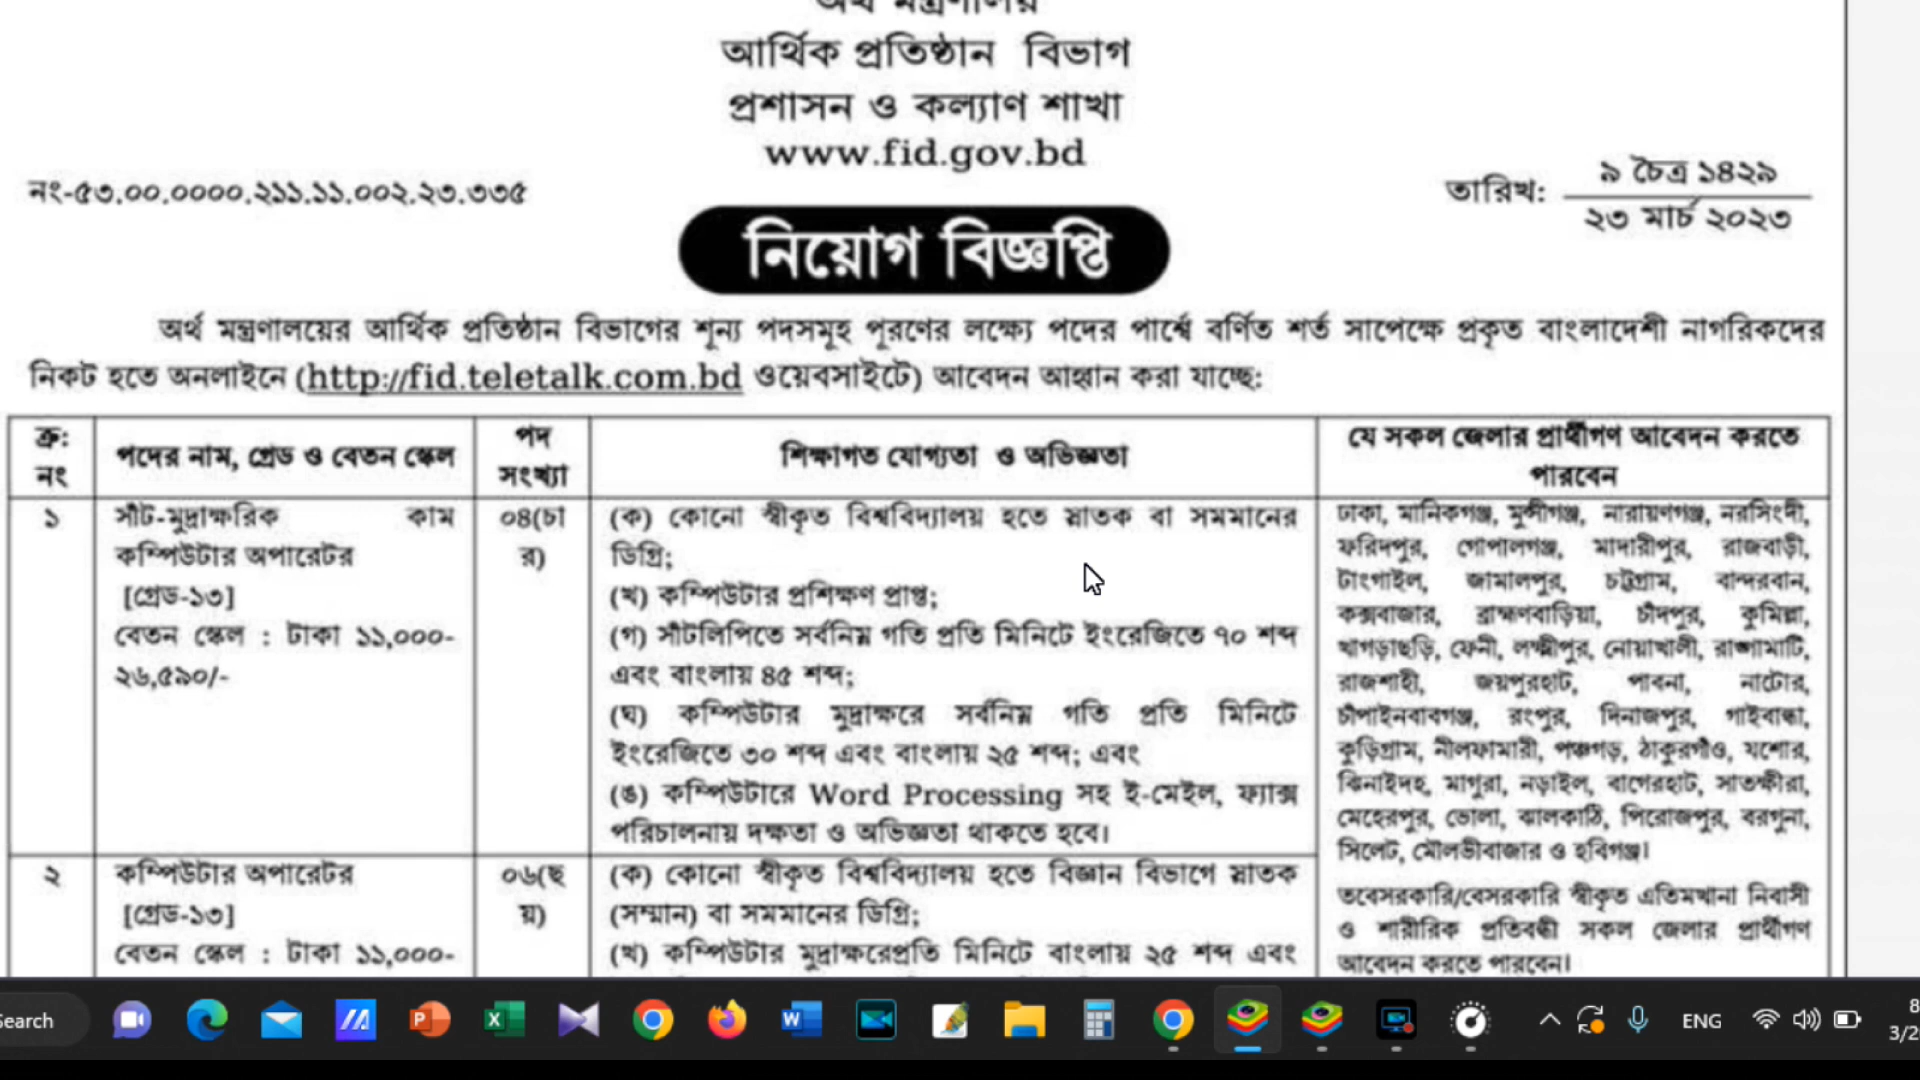 অর্থ মন্ত্রণালয়
আর্থিক প্রতিষ্ঠান বিভাগ
প্রশাসন ও কল্যাণ শাখা
www.fid.gov.bd
নং-৫৩.০০.০০০০.২১১.১১.০০২.২৩.৩৩৫
তারিখ: ৯ চৈত্র ১৪২৯
২৩ মার্চ ২০২৩
নিয়োগ বিজ্ঞপ্তি
অর্থ মন্ত্রণালয়ের আর্থিক প্রতিষ্ঠান বিভাগের শূন্য পদসমূহ পূরণের লক্ষ্যে পদের পার্শ্বে বর্ণিত শর্ত সাপেক্ষে প্রকৃত বাংলাদেশী নাগরিকদের
নিকট হতে অনলাইনে (http://fid.teletalk.com.bd ওয়েবসাইটে) আবেদন আহ্বান করা যাচ্ছে:
ক্র:
নং
পদের নাম, গ্রেড ও বেতন স্কেল
পদ
সংখ্যা
শিক্ষাগত যোগ্যতা ও অভিজ্ঞতা
যে সকল জেলার প্রার্থীগণ আবেদন করতে
পারবেন
১
সাঁট-মুদ্রাক্ষরিক কাম
কম্পিউটার অপারেটর
[গ্রেড-১৩]
বেতন স্কেল : টাকা ১১,০০০-
২৬,৫৯০/-
০৪(চা
র)
(ক) কোনো স্বীকৃত বিশ্ববিদ্যালয় হতে স্নাতক বা সমমানের
ডিগ্রি;
(খ) কম্পিউটার প্রশিক্ষণ প্রাপ্ত;
(গ) সাঁটলিপিতে সর্বনিম্ন গতি প্রতি মিনিটে ইংরেজিতে ৭০ শব্দ
এবং বাংলায় ৪৫ শব্দ;
(ঘ) কম্পিউটার মুদ্রাক্ষরে সর্বনিম্ন গতি প্রতি মিনিটে
ইংরেজিতে ৩০ শব্দ এবং বাংলায় ২৫ শব্দ; এবং
(ঙ) কম্পিউটারে Word Processing সহ ই-মেইল, ফ্যাক্স
পরিচালনায় দক্ষতা ও অভিজ্ঞতা থাকতে হবে।
ঢাকা, মানিকগঞ্জ, মুন্সীগঞ্জ, নারায়ণগঞ্জ, নরসিংদী,
ফরিদপুর, গোপালগঞ্জ, মাদারীপুর, রাজবাড়ী,
টাংগাইল, জামালপুর, চট্টগ্রাম, বান্দরবান,
কক্সবাজার, ব্রাহ্মণবাড়িয়া, চাঁদপুর, কুমিল্লা,
খাগড়াছড়ি, ফেনী, লক্ষ্মীপুর, নোয়াখালী, রাঙ্গামাটি,
রাজশাহী, জয়পুরহাট, পাবনা, নাটোর,
চাঁপাইনবাবগঞ্জ, রংপুর, দিনাজপুর, গাইবান্ধা,
কুড়িগ্রাম, নীলফামারী, পঞ্চগড়, ঠাকুরগাঁও, যশোর,
ঝিনাইদহ, মাগুরা, নড়াইল, বাগেরহাট, সাতক্ষীরা,
মেহেরপুর, ভোলা, ঝালকাঠি, পিরোজপুর, বরগুনা,
সিলেট, মৌলভীবাজার ও হবিগঞ্জ।
তবেসরকারি/বেসরকারি স্বীকৃত এতিমখানা নিবাসী
ও শারীরিক প্রতিবন্ধী সকল জেলার প্রার্থীগণ
আবেদন করতে পারবেন।
২
কম্পিউটার অপারেটর
[গ্রেড-১৩]
বেতন স্কেল : টাকা ১১,০০০-
০৬(ছ
য়)
(ক) কোনো স্বীকৃত বিশ্ববিদ্যালয় হতে বিজ্ঞান বিভাগে স্নাতক
(সম্মান) বা সমমানের ডিগ্রি;
(খ) কম্পিউটার মুদ্রাক্ষরেপ্রতি মিনিটে বাংলায় ২৫ শব্দ এবং
Search
ENG
8
3/2